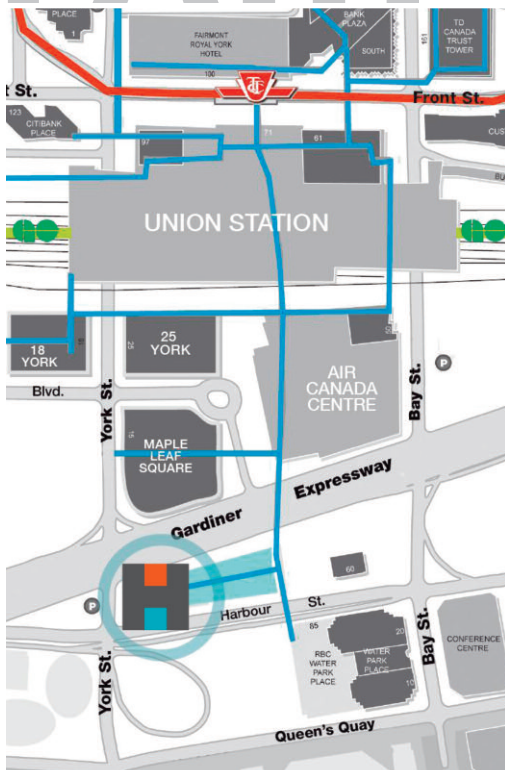 PLACE
1
FAIRMONT
ROYAL YORK
HOTEL
100
BANK
PLAZA
SOUTH
161
TD
CANADA
TRUST
TOWER
t St.
TTC
Front St.
123
CITIBANK
PLACE
97
71
61
CUS
BU
UNION STATION
18
YORK
25
25
YORK
AIR
CANADA
CENTRE
P
Blvd.
York St.
Bay St.
15
MAPLE
LEAF
SQUARE
Gardiner
Expressway
60
P
H
Harbour
St.
85
RBC
WATER
PARK
PLACE
20
WATER
PARK
PLACE
10
Bay St.
CONFERENCE
CENTRE
York St.
Queen's Quay